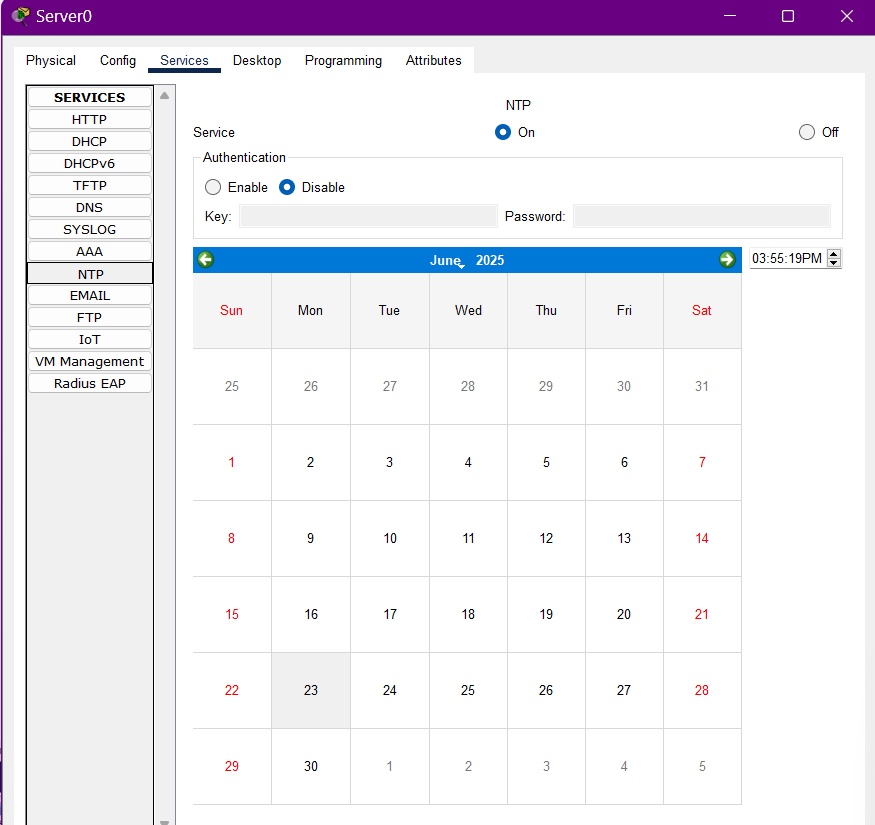 Server0
Physical Config Services Desktop Programming Attributes
SERVICES
HTTP
DHCP
DHCPv6
TFTP
DNS
SYSLOG
AAA
NTP
EMAIL
FTP
IoT
VM Management
Radius EAP
NTP
Service On Off
Authentication
Enable Disable
Key: Password:
June 2025 03:55:19PM
Sun Mon Tue Wed Thu Fri Sat
25 26 27 28 29 30 31
1 2 3 4 5 6 7
8 9 10 11 12 13 14
15 16 17 18 19 20 21
22 23 24 25 26 27 28
29 30 1 2 3 4 5